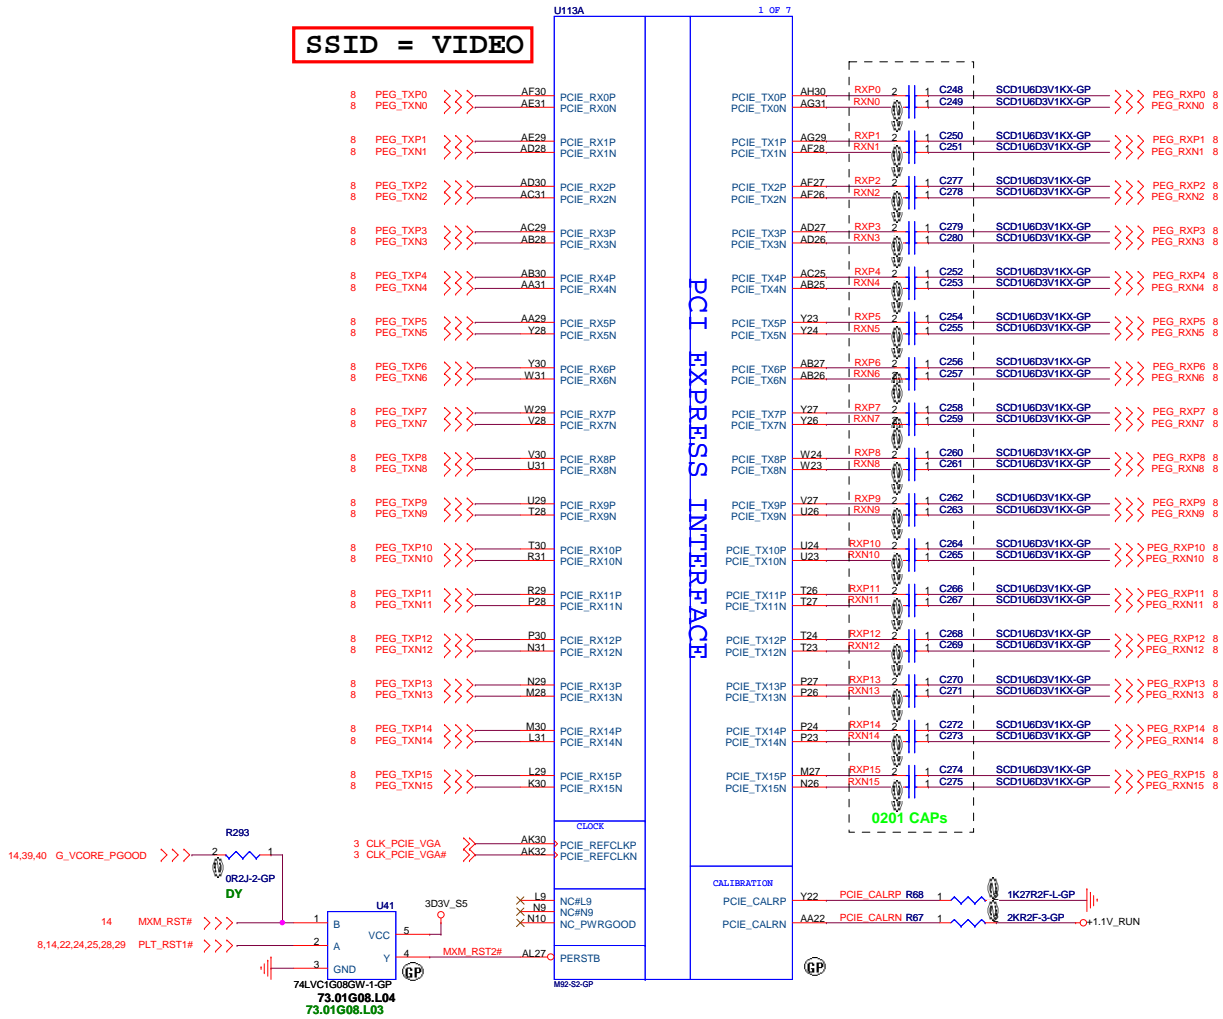 U113A
1 OF 7
SSID = VIDEO
8 PEG_TXP0 AF30 PCIE_RX0P PCIE_TX0P AH30 RXP0 2 1 C248 SCD1U6D3V1KX-GP PEG_RXP0 8
8 PEG_TXN0 AE31 PCIE_RX0N PCIE_TX0N AG31 RXN0 1 C249 SCD1U6D3V1KX-GP PEG_RXN0 8
8 PEG_TXP1 AE29 PCIE_RX1P PCIE_TX1P AG29 RXP1 2 1 C250 SCD1U6D3V1KX-GP PEG_RXP1 8
8 PEG_TXN1 AD28 PCIE_RX1N PCIE_TX1N AF28 RXN1 1 C251 SCD1U6D3V1KX-GP PEG_RXN1 8
8 PEG_TXP2 AD30 PCIE_RX2P PCIE_TX2P AF27 RXP2 2 1 C277 SCD1U6D3V1KX-GP PEG_RXP2 8
8 PEG_TXN2 AC31 PCIE_RX2N PCIE_TX2N AF26 RXN2 1 C278 SCD1U6D3V1KX-GP PEG_RXN2 8
8 PEG_TXP3 AC29 PCIE_RX3P PCIE_TX3P AD27 RXP3 2 1 C279 SCD1U6D3V1KX-GP PEG_RXP3 8
8 PEG_TXN3 AB28 PCIE_RX3N PCIE_TX3N AD26 RXN3 1 C280 SCD1U6D3V1KX-GP PEG_RXN3 8
8 PEG_TXP4 AB30 PCIE_RX4P PCIE_TX4P AC25 RXP4 2 1 C252 SCD1U6D3V1KX-GP PEG_RXP4 8
8 PEG_TXN4 AA31 PCIE_RX4N PCIE_TX4N AB25 RXN4 1 C253 SCD1U6D3V1KX-GP PEG_RXN4 8
8 PEG_TXP5 AA29 PCIE_RX5P PCIE_TX5P Y23 RXP5 2 1 C254 SCD1U6D3V1KX-GP PEG_RXP5 8
8 PEG_TXN5 Y28 PCIE_RX5N PCIE_TX5N Y24 RXN5 1 C255 SCD1U6D3V1KX-GP PEG_RXN5 8
8 PEG_TXP6 Y30 PCIE_RX6P PCIE_TX6P AB27 RXP6 2 1 C256 SCD1U6D3V1KX-GP PEG_RXP6 8
8 PEG_TXN6 W31 PCIE_RX6N PCIE_TX6N AB26 RXN6 1 C257 SCD1U6D3V1KX-GP PEG_RXN6 8
8 PEG_TXP7 W29 PCIE_RX7P PCIE_TX7P Y27 RXP7 2 1 C258 SCD1U6D3V1KX-GP PEG_RXP7 8
8 PEG_TXN7 V28 PCIE_RX7N PCIE_TX7N Y26 RXN7 1 C259 SCD1U6D3V1KX-GP PEG_RXN7 8
8 PEG_TXP8 V30 PCIE_RX8P PCIE_TX8P W24 RXP8 2 1 C260 SCD1U6D3V1KX-GP PEG_RXP8 8
8 PEG_TXN8 U31 PCIE_RX8N PCIE_TX8N W23 RXN8 1 C261 SCD1U6D3V1KX-GP PEG_RXN8 8
8 PEG_TXP9 U29 PCIE_RX9P PCIE_TX9P V27 RXP9 2 1 C262 SCD1U6D3V1KX-GP PEG_RXP9 8
8 PEG_TXN9 T28 PCIE_RX9N PCIE_TX9N U26 RXN9 1 C263 SCD1U6D3V1KX-GP PEG_RXN9 8
8 PEG_TXP10 T30 PCIE_RX10P PCIE_TX10P U24 RXP10 2 1 C264 SCD1U6D3V1KX-GP PEG_RXP10 8
8 PEG_TXN10 R31 PCIE_RX10N PCIE_TX10N U23 RXN10 1 C265 SCD1U6D3V1KX-GP PEG_RXN10 8
8 PEG_TXP11 R29 PCIE_RX11P PCIE_TX11P T26 RXP11 2 1 C266 SCD1U6D3V1KX-GP PEG_RXP11 8
8 PEG_TXN11 P28 PCIE_RX11N PCIE_TX11N T27 RXN11 1 C267 SCD1U6D3V1KX-GP PEG_RXN11 8
8 PEG_TXP12 P30 PCIE_RX12P PCIE_TX12P T24 RXP12 2 1 C268 SCD1U6D3V1KX-GP PEG_RXP12 8
8 PEG_TXN12 N31 PCIE_RX12N PCIE_TX12N T23 RXN12 1 C269 SCD1U6D3V1KX-GP PEG_RXN12 8
8 PEG_TXP13 N29 PCIE_RX13P PCIE_TX13P P27 RXP13 2 1 C270 SCD1U6D3V1KX-GP PEG_RXP13 8
8 PEG_TXN13 M28 PCIE_RX13N PCIE_TX13N P26 RXN13 1 C271 SCD1U6D3V1KX-GP PEG_RXN13 8
8 PEG_TXP14 M30 PCIE_RX14P PCIE_TX14P P24 RXP14 2 1 C272 SCD1U6D3V1KX-GP PEG_RXP14 8
8 PEG_TXN14 L31 PCIE_RX14N PCIE_TX14N P23 RXN14 1 C273 SCD1U6D3V1KX-GP PEG_RXN14 8
8 PEG_TXP15 L29 PCIE_RX15P PCIE_TX15P M27 RXP15 2 1 C274 SCD1U6D3V1KX-GP PEG_RXP15 8
8 PEG_TXN15 K30 PCIE_RX15N PCIE_TX15N N26 RXN15 1 C275 SCD1U6D3V1KX-GP PEG_RXN15 8
PCI EXPRESS INTERFACE
0201 CAPs
CLOCK
3 CLK_PCIE_VGA AK30 PCIE_REFCLKP
3 CLK_PCIE_VGA# AK32 PCIE_REFCLKN
R293
14,39,40 G_VCORE_PGOOD 2 1
0R2J-2-GP
DY
CALIBRATION
L9 NC#L9
N9 NC#N9
N10 NC_PWRGOOD
PCIE_CALRP Y22 PCIE_CALRP R68 1K27R2F-L-GP
PCIE_CALRN AA22 PCIE_CALRN R67 2KR2F-3-GP +1.1V_RUN
U41
3D3V_S5
14 MXM_RST# 1 B
VCC 5
8,14,22,24,25,28,29 PLT_RST1# 2 A
Y 4 MXM_RST2# AL27 PERSTB
3 GND
GP
GP
74LVC1G08GW-1-GP
73.01G08.L04
73.01G08.L03
M92-S2-GP